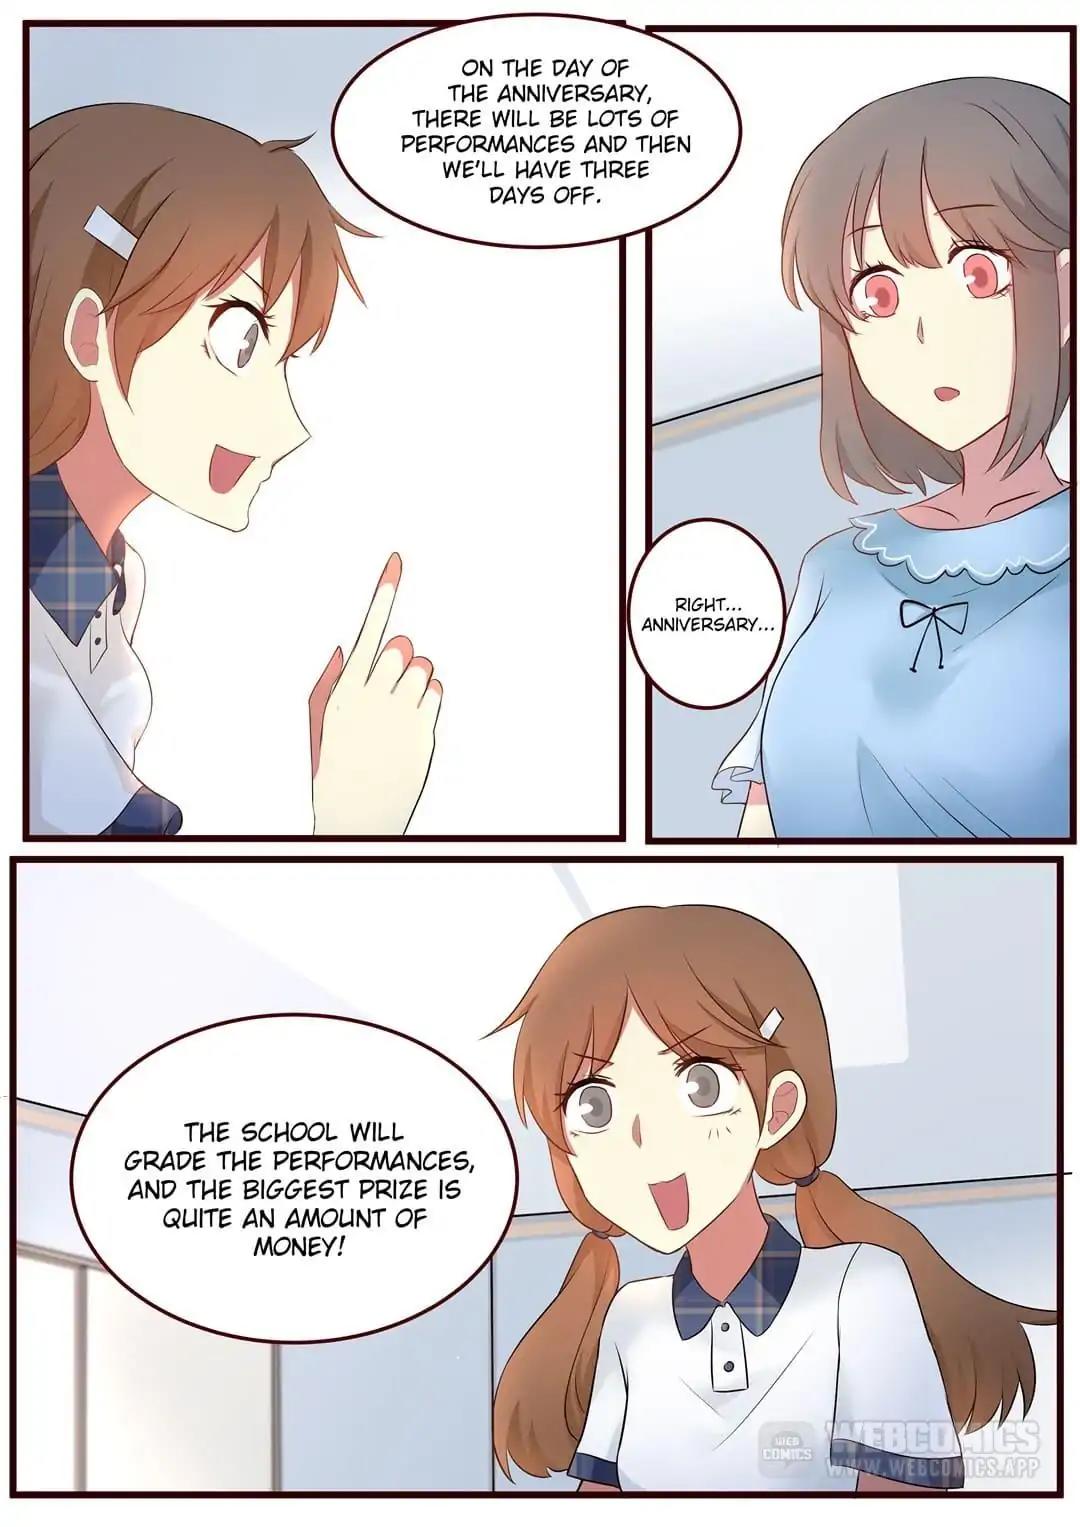 ON THE DAY OF
THE ANNIVERSARY,
THERE WILL BE LOTS OF
PERFORMANCES AND THEN
WE'LL HAVE THREE
DAYS OFF.
RIGHT...
ANNIVERSARY...
THE SCHOOL WILL
GRADE THE PERFORMANCES,
AND THE BIGGEST PRIZE IS
QUITE AN AMOUNT OF
MONEY!
WEB
COMICS
WEBCOMICS
WWW.WEBCOMICS.APP